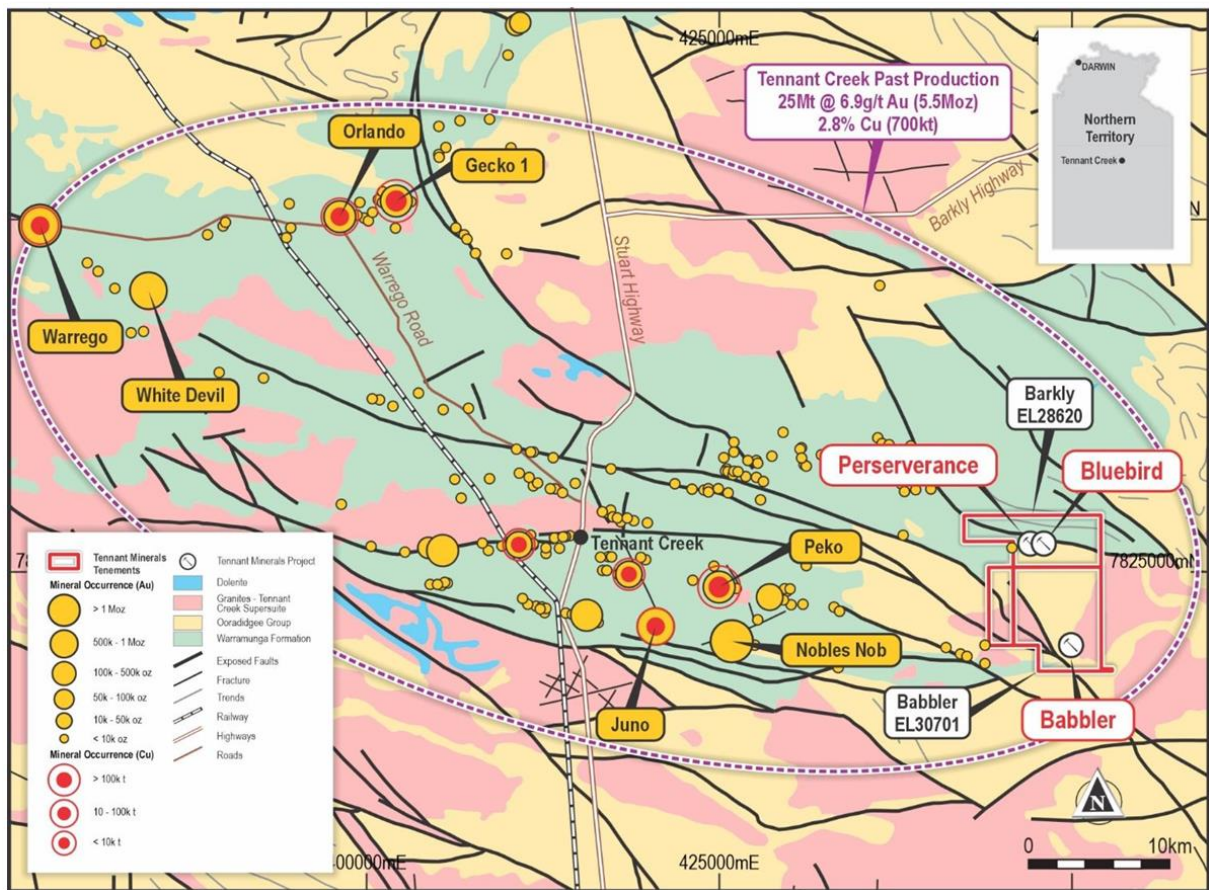 425000mE
DARWIN
Northern
Territory
Tennant Creek
Tennant Creek Past Production
25Mt @ 6.9g/t Au (5.5Moz)
2.8% Cu (700kt)
Orlando
Gecko 1
Barkly Highway
N
Stuart Highway
Warrego Road
Warrego
White Devil
Barkly
EL28620
Perserverance
Bluebird
Tennant Creek
Peko
7825000mN
Nobles Nob
Juno
Babbler
EL30701
Babbler
78
Tennant Minerals
Tenements
Tennant Minerals Project
Mineral Occurrence (Au)
> 1 Moz
500k - 1 Moz
100k - 500k oz
50k - 100k oz
10k - 50k oz
< 10k oz
Mineral Occurrence (Cu)
> 100k t
10 - 100k t
< 10k t
Dolente
Granites - Tennant
Creek Supersuite
Ooradidgee Group
Warramunga Formation
Exposed Faults
Fracture
Trends
Railway
Highways
Roads
N
0
10km
00000mE
425000mE